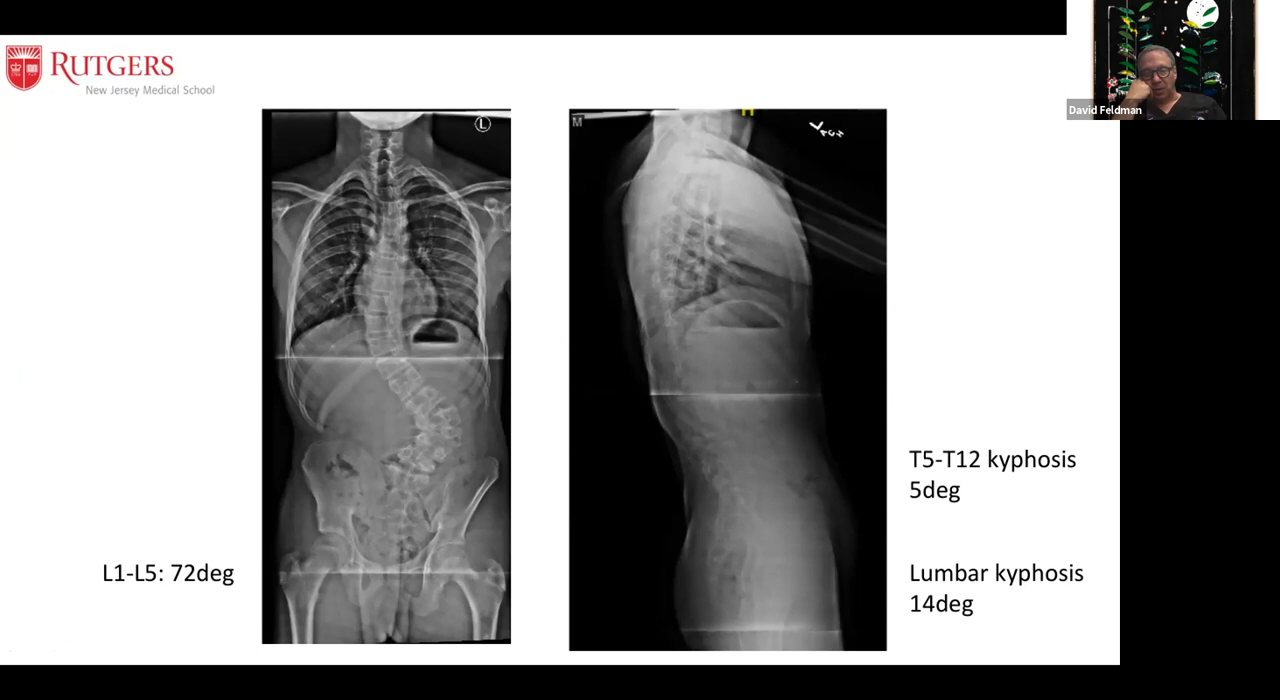 RUTGERS
New Jersey Medical School
David Feldman
L
M
H
T5-T12 kyphosis
5deg
L1-L5: 72deg
Lumbar kyphosis
14deg